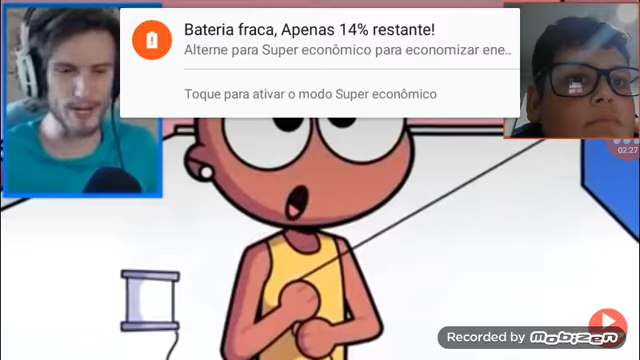 Bateria fraca, Apenas 14% restante!
Alterne para Super econômico para economizar ene..
Toque para ativar o modo Super econômico
02:27
Recorded by Mobizen